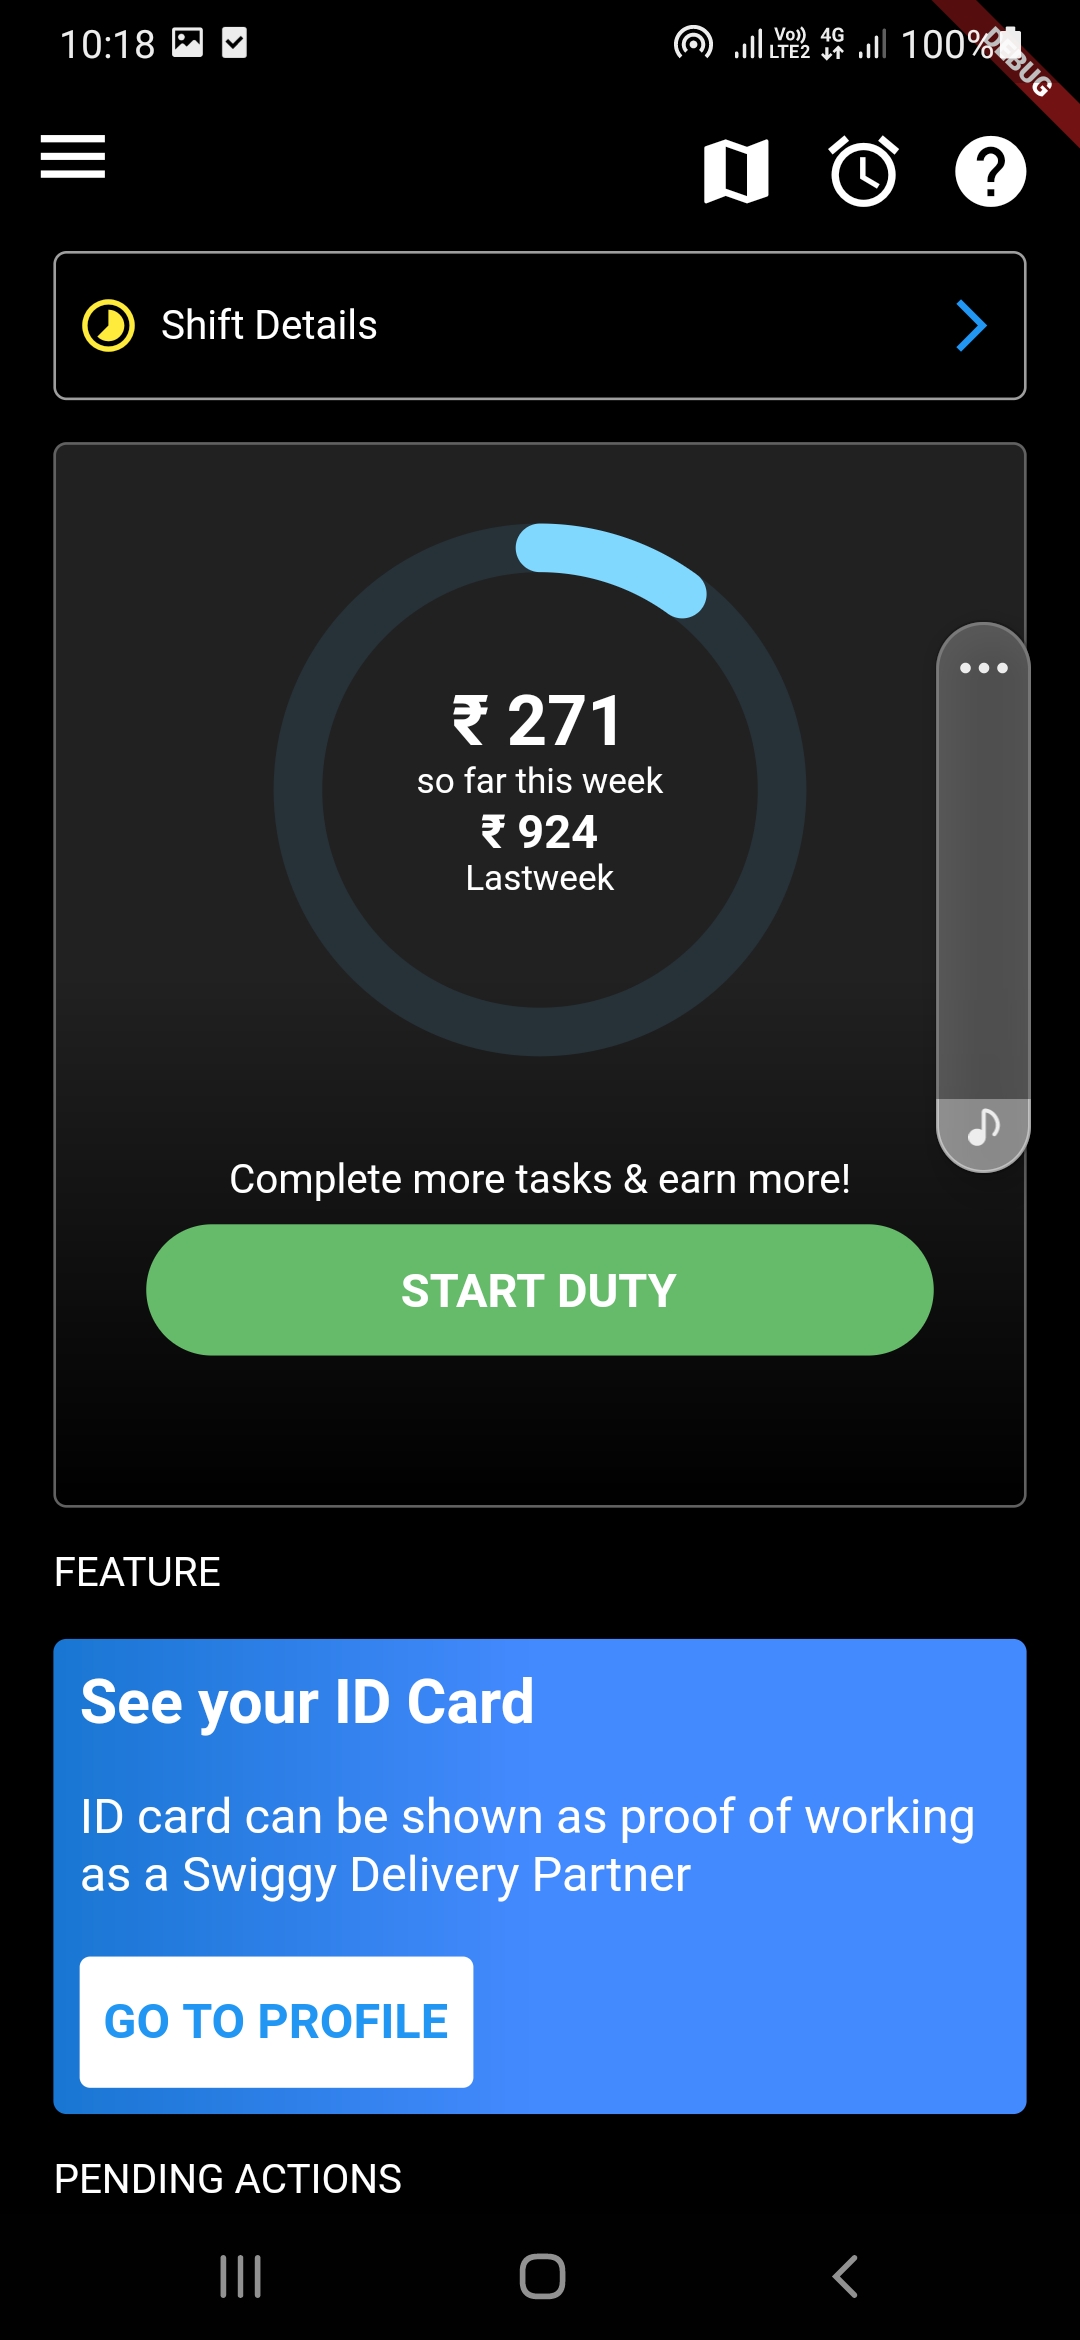 10:18
Vo)) LTE2 4G 100%
DEBUG
Shift Details
₹ 271
so far this week
₹ 924
Lastweek
Complete more tasks & earn more!
START DUTY
FEATURE
See your ID Card
ID card can be shown as proof of working
as a Swiggy Delivery Partner
GO TO PROFILE
PENDING ACTIONS